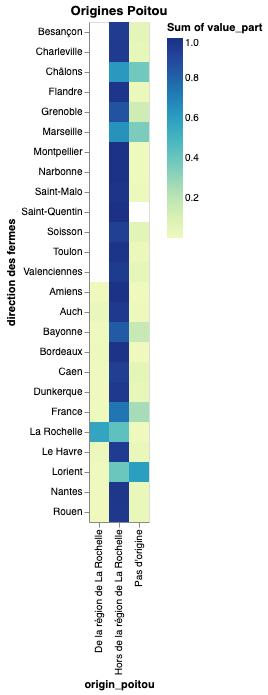 Origines Poitou
Sum of value_part
1.0
0.8
0.6
0.4
0.2
direction des fermes
Besançon
Charleville
Châlons
Flandre
Grenoble
Marseille
Montpellier
Narbonne
Saint-Malo
Saint-Quentin
Soisson
Toulon
Valenciennes
Amiens
Auch
Bayonne
Bordeaux
Caen
Dunkerque
France
La Rochelle
Le Havre
Lorient
Nantes
Rouen
De la région de La Rochelle
Hors de la région de La Rochelle
Pas d'origine
origin_poitou